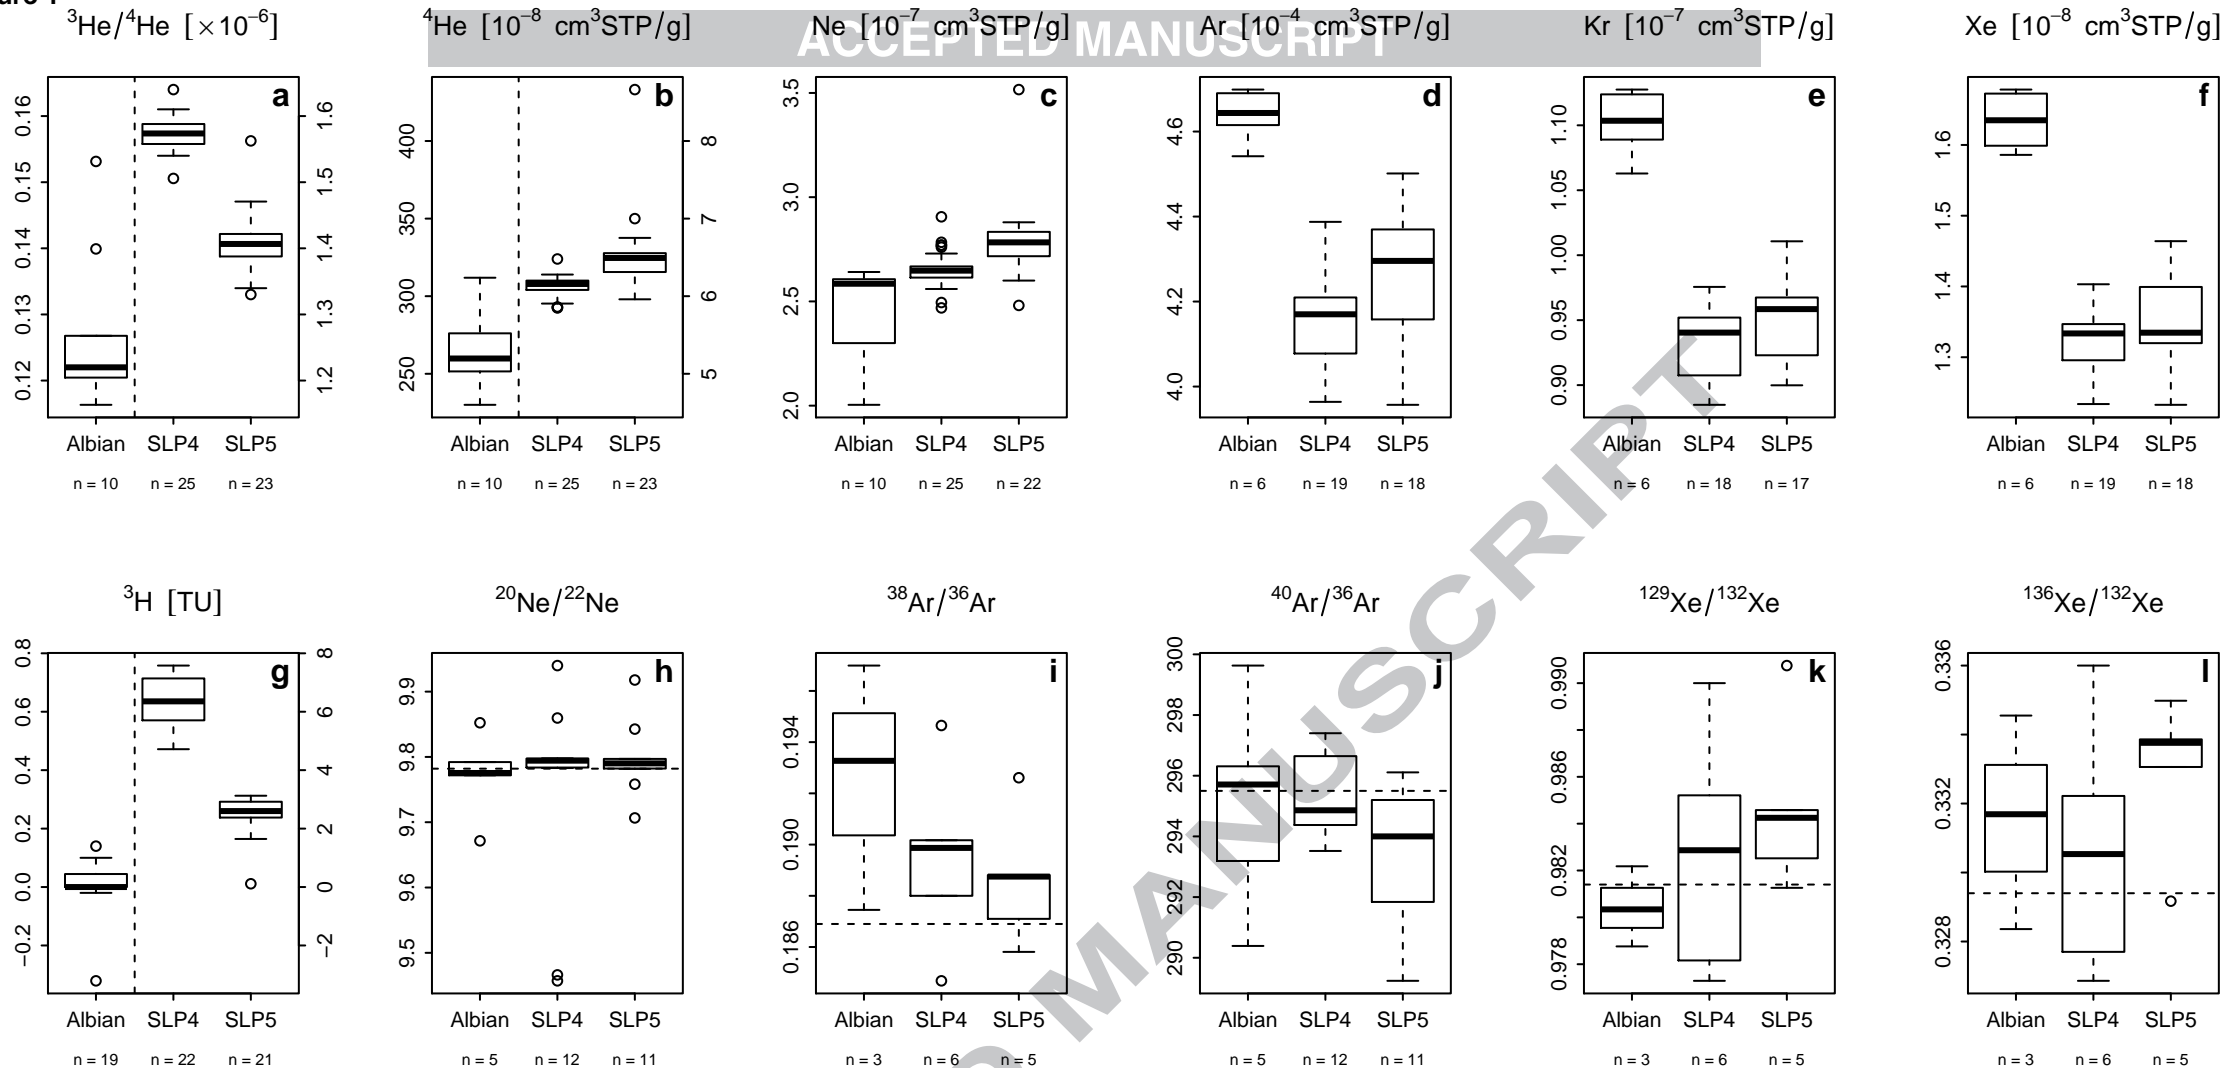 ³He/⁴He [×10⁻⁶]
⁴He [10⁻⁸ cm³STP/g]
Ne [10⁻⁷ cm³STP/g]
Ar [10⁻⁴ cm³STP/g]
Kr [10⁻⁷ cm³STP/g]
Xe [10⁻⁸ cm³STP/g]
ACCEPTED MANUSCRIPT
a
0.16
0.15
0.14
0.13
0.12
1.6
1.5
1.4
1.3
1.2
Albian SLP4 SLP5
n = 10 n = 25 n = 23
b
400
350
300
250
8
7
6
5
Albian SLP4 SLP5
n = 10 n = 25 n = 23
c
3.5
3.0
2.5
2.0
Albian SLP4 SLP5
n = 10 n = 25 n = 22
d
4.6
4.4
4.2
4.0
Albian SLP4 SLP5
n = 6 n = 19 n = 18
e
1.10
1.05
1.00
0.95
0.90
Albian SLP4 SLP5
n = 6 n = 18 n = 17
f
1.6
1.5
1.4
1.3
Albian SLP4 SLP5
n = 6 n = 19 n = 18
³H [TU]
g
0.8
0.6
0.4
0.2
0.0
−0.2
8
6
4
2
0
−2
Albian SLP4 SLP5
n = 19 n = 22 n = 21
²⁰Ne/²²Ne
h
9.9
9.8
9.7
9.6
9.5
Albian SLP4 SLP5
n = 5 n = 12 n = 11
³⁸Ar/³⁶Ar
i
0.194
0.190
0.186
Albian SLP4 SLP5
n = 3 n = 6 n = 5
⁴⁰Ar/³⁶Ar
j
300
298
296
294
292
290
Albian SLP4 SLP5
n = 5 n = 12 n = 11
¹²⁹Xe/¹³²Xe
k
0.990
0.986
0.982
0.978
Albian SLP4 SLP5
n = 3 n = 6 n = 5
¹³⁶Xe/¹³²Xe
l
0.336
0.332
0.328
Albian SLP4 SLP5
n = 3 n = 6 n = 5
MANUSCRIPT